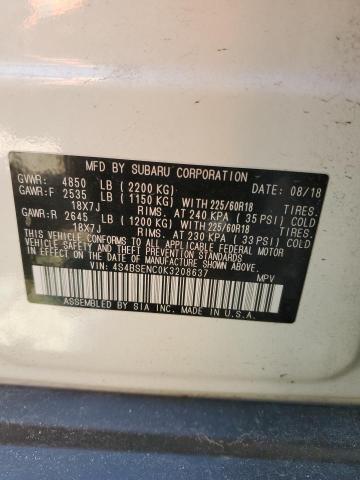 MFD BY SUBARU CORPORATION DATE: 08/18
GVWR: 4850 LB ( 2200 KG)
GAWR:F 2535 LB ( 1150 KG) WITH 225/60R18 TIRES.
18X7J RIMS. AT 240 KPA ( 35 PSI) COLD
GAWR:R 2645 LB ( 1200 KG) WITH 225/60R18 TIRES.
18X7J RIMS. AT 230 KPA ( 33 PSI) COLD
THIS VEHICLE CONFORMS TO ALL APPLICABLE FEDERAL MOTOR
VEHICLE SAFETY, BUMPER, AND THEFT PREVENTION STANDARDS
IN EFFECT ON THE DATE OF MANUFACTURE SHOWN ABOVE.
VIN: 4S4BSENC0K3208637 MPV
ASSEMBLED BY SIA INC. MADE IN U.S.A.